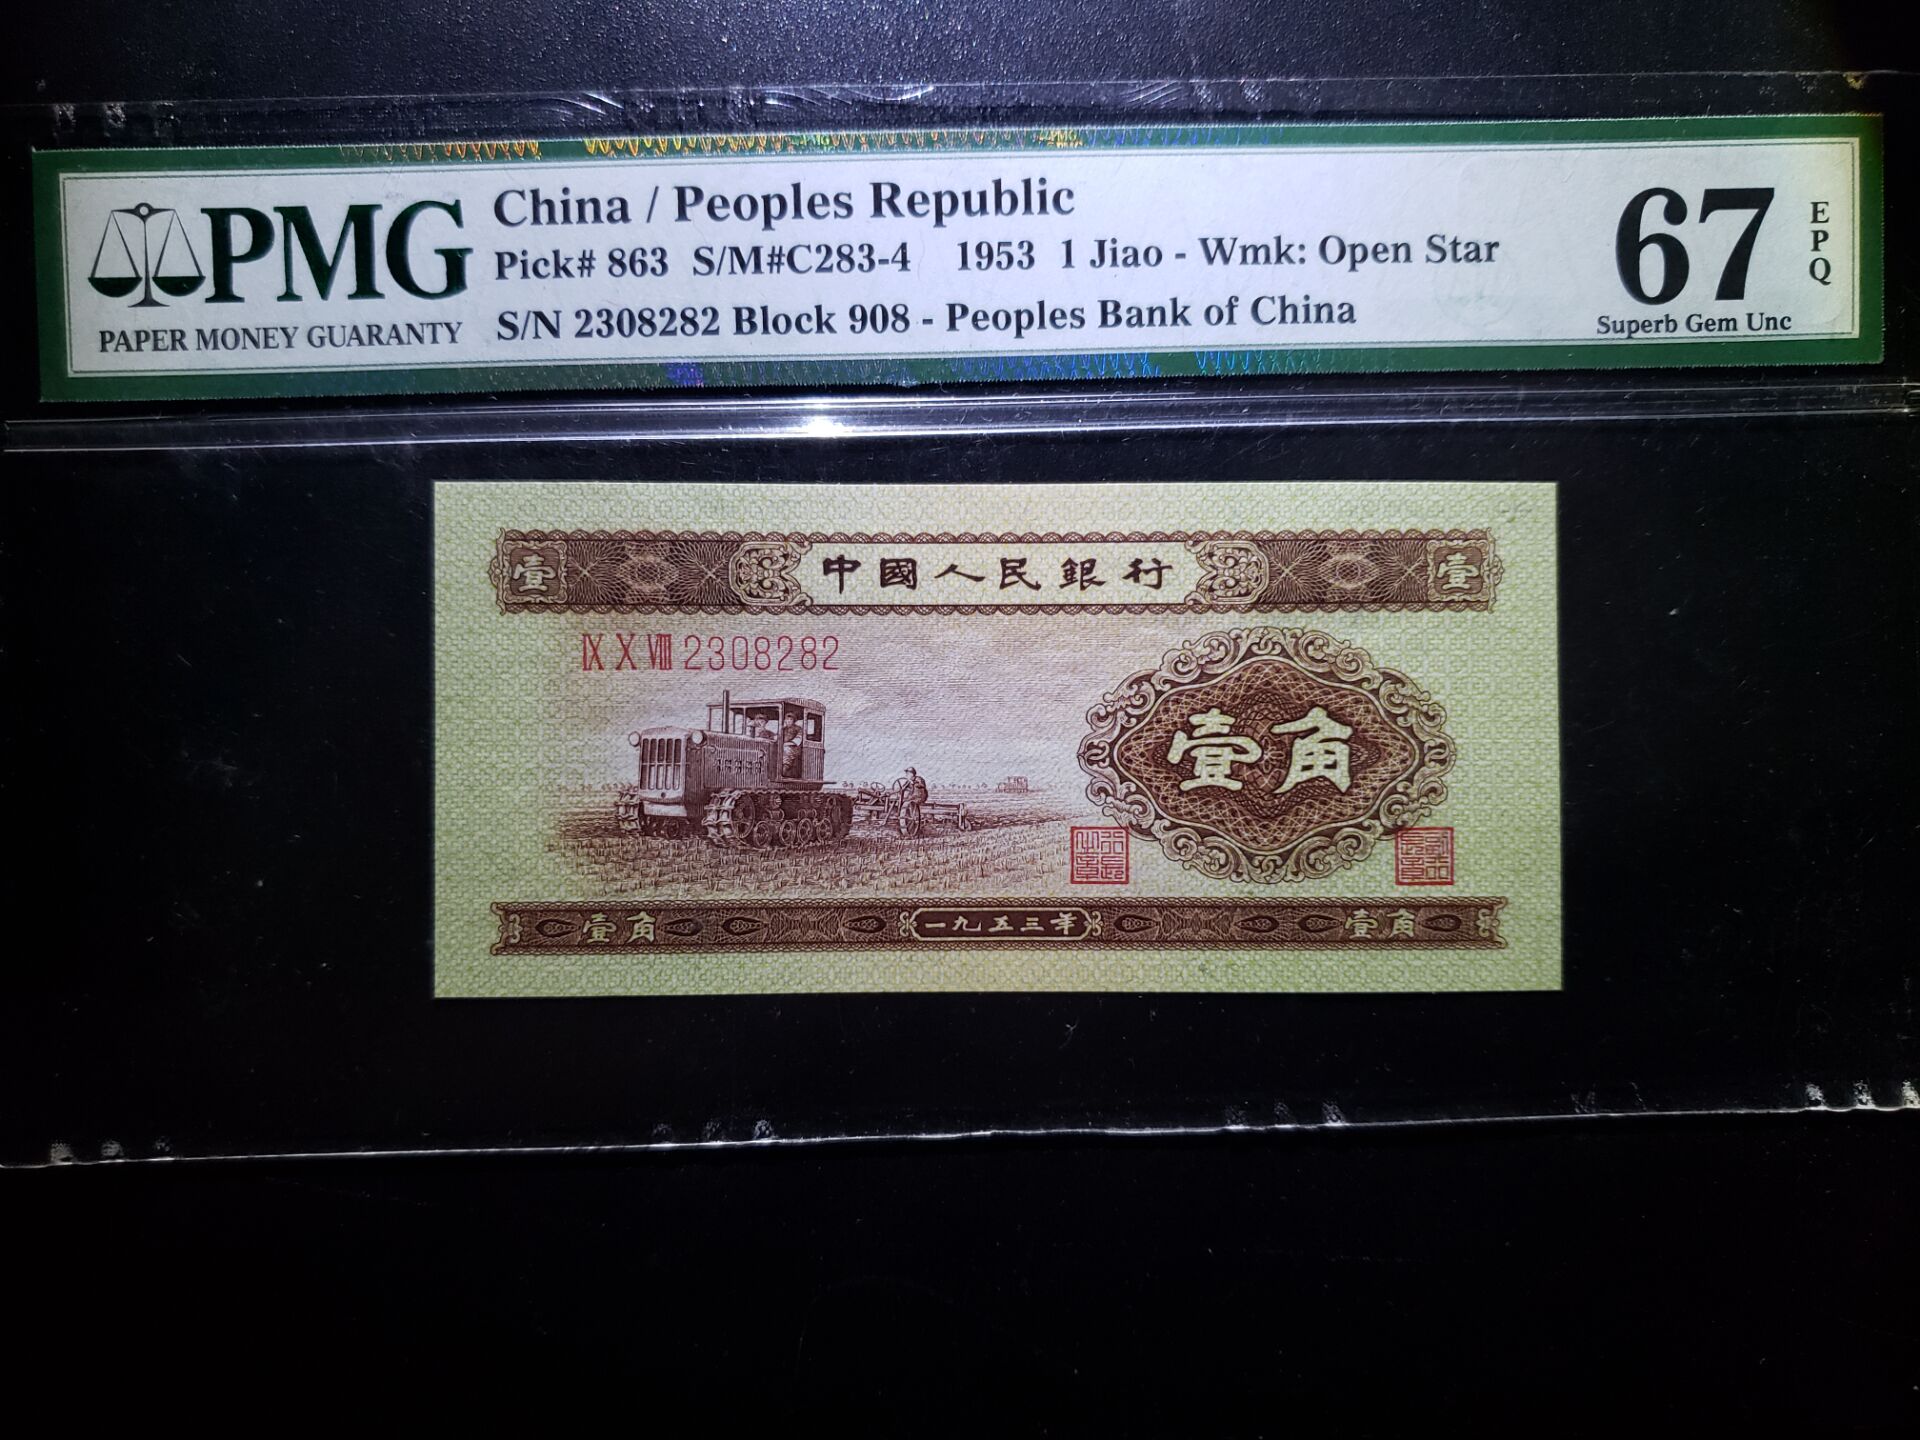 PMG
PAPER MONEY GUARANTY
China / Peoples Republic
Pick# 863 S/M#C283-4 1953 1 Jiao - Wmk: Open Star
S/N 2308282 Block 908 - Peoples Bank of China
67
EPQ
Superb Gem Unc
壹 中國人民銀行 壹
IX X VIII 2308282
壹角
壹角 一九五三年 壹角